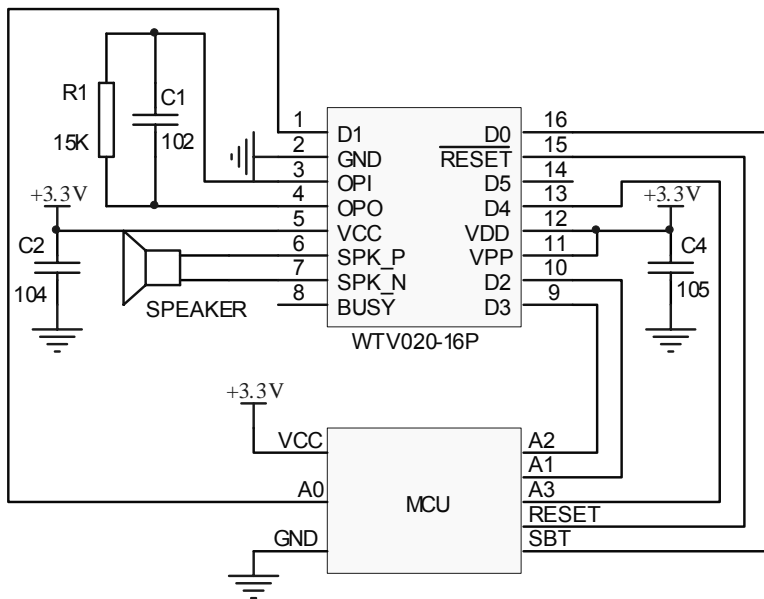 R1
15K
C1
102
+3.3V
C2
104
SPEAKER
1
2
3
4
5
6
7
8
D1
GND
OPI
OPO
VCC
SPK_P
SPK_N
BUSY
D0
RESET
D5
D4
VDD
VPP
D2
D3
16
15
14
13
12
11
10
9
+3.3V
C4
105
WTV020-16P
+3.3V
VCC
A0
GND
MCU
A2
A1
A3
RESET
SBT